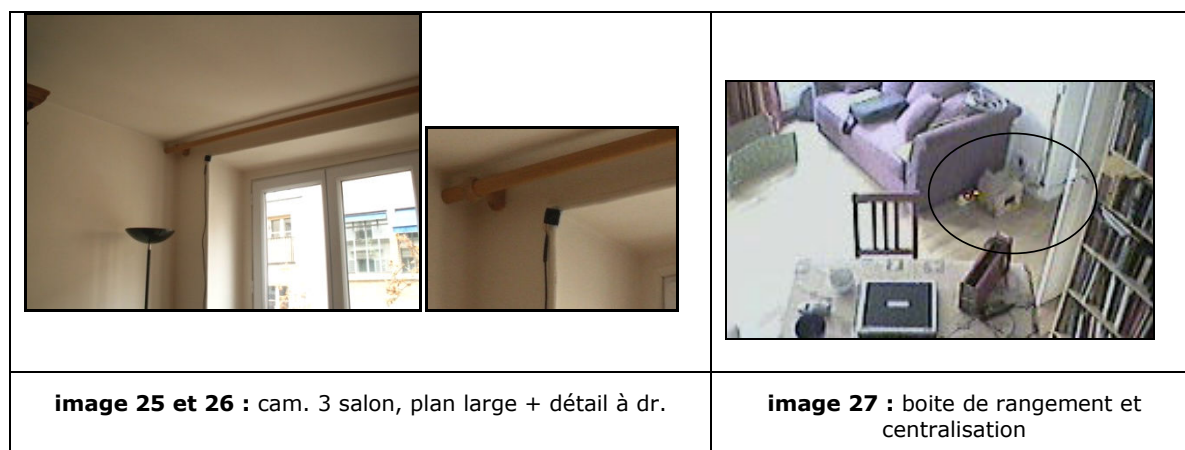 image 25 et 26 : cam. 3 salon, plan large + détail à dr.
image 27 : boite de rangement et
centralisation